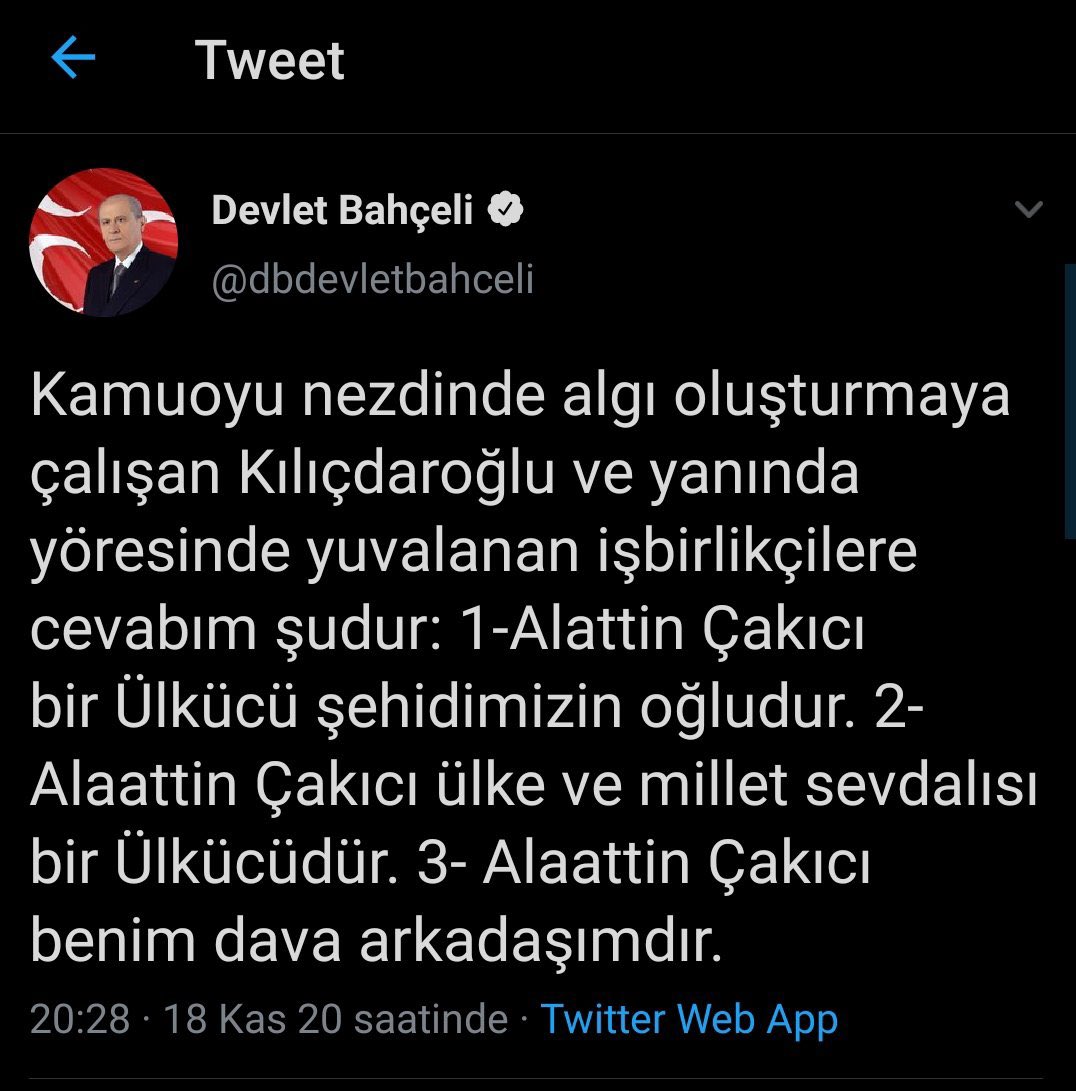 Tweet
Devlet Bahçeli
@dbdevletbahceli
Kamuoyu nezdinde algı oluşturmaya
çalışan Kılıçdaroğlu ve yanında
yöresinde yuvalanan işbirlikçilere
cevabım şudur: 1-Alattin Çakıcı
bir Ülkücü şehidimizin oğludur. 2-
Alaattin Çakıcı ülke ve millet sevdalısı
bir Ülkücüdür. 3- Alaattin Çakıcı
benim dava arkadaşımdır.
20:28 · 18 Kas 20 saatinde · Twitter Web App